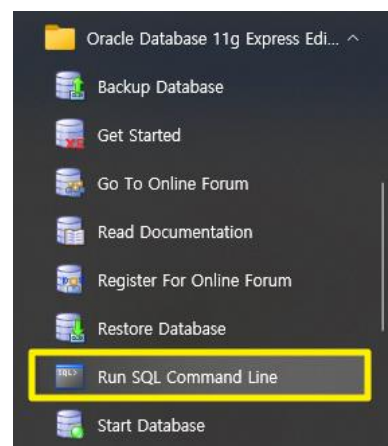 Oracle Database 11g Express Edi...
Backup Database
Get Started
Go To Online Forum
Read Documentation
Register For Online Forum
Restore Database
Run SQL Command Line
Start Database